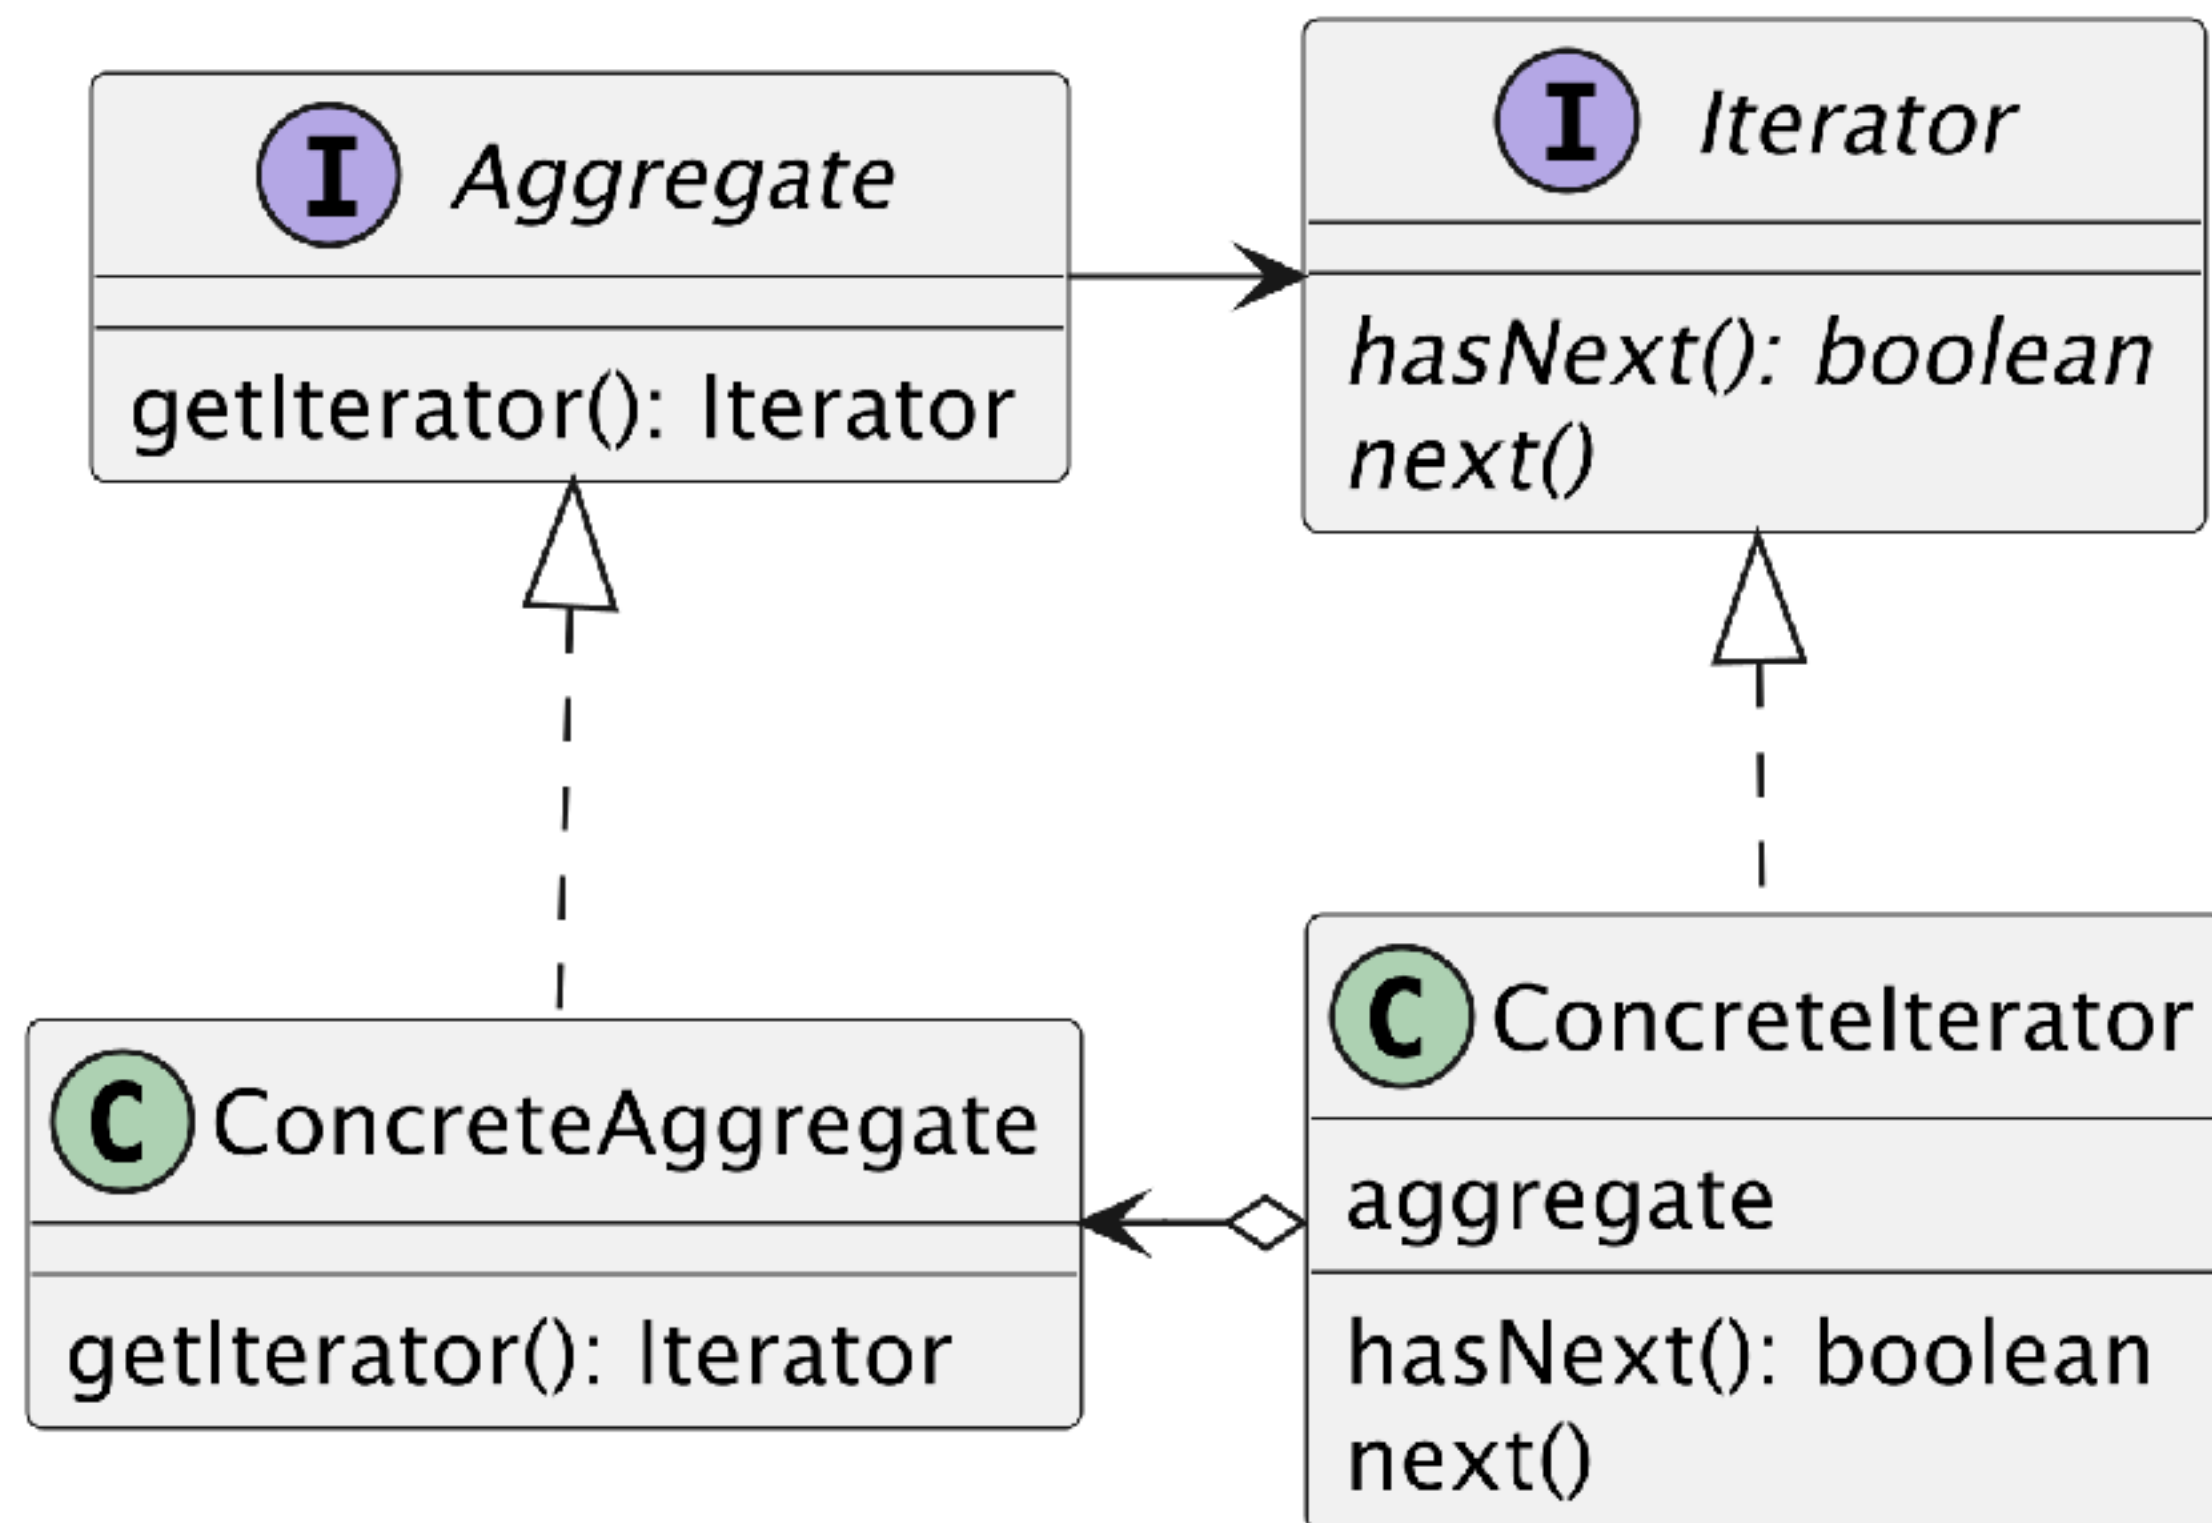 I Aggregate
getIterator(): Iterator
I Iterator
hasNext(): boolean
next()
C ConcreteAggregate
getIterator(): Iterator
C ConcreteIterator
aggregate
hasNext(): boolean
next()